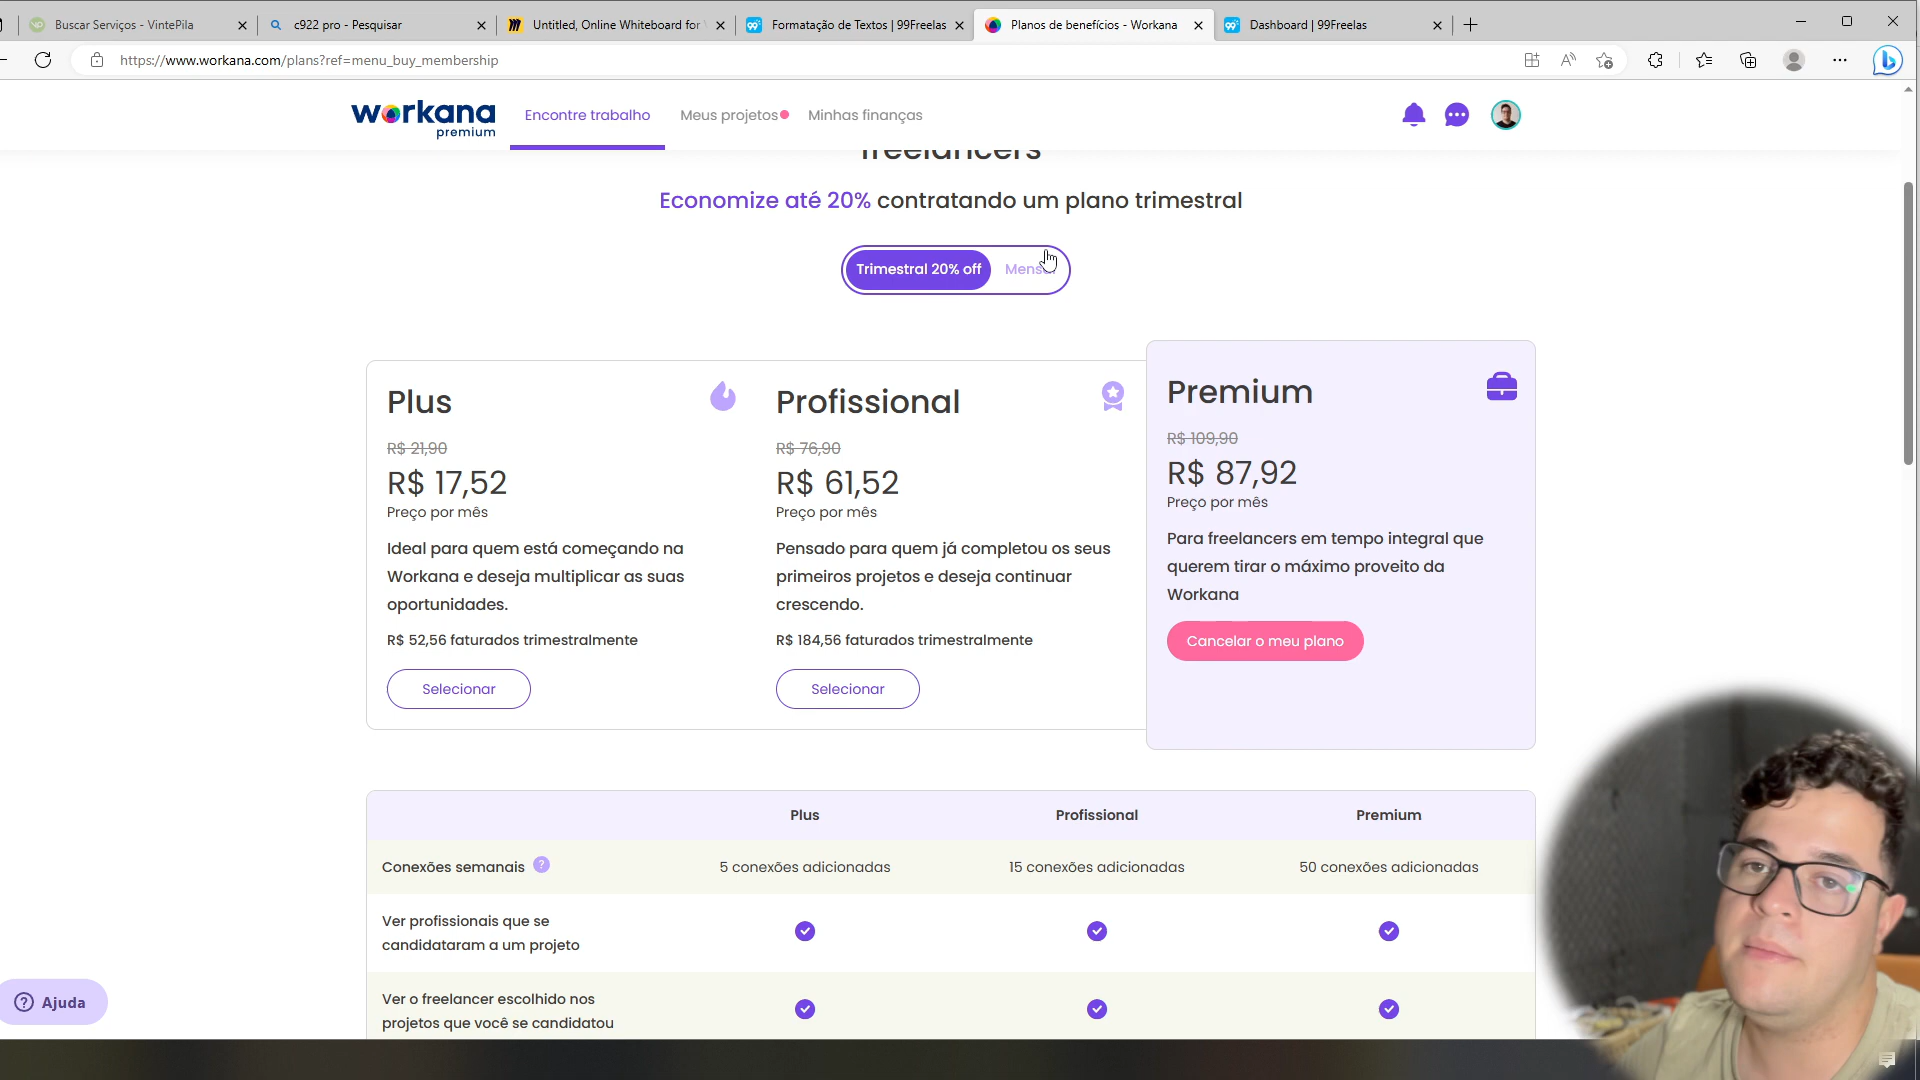 Buscar Serviços - VintePila
c922 pro - Pesquisar
Untitled, Online Whiteboard for
Formatação de Textos | 99Freelas
Planos de benefícios - Workana
Dashboard | 99Freelas
https://www.workana.com/plans?ref=menu_buy_membership
workana
premium
Encontre trabalho
Meus projetos
Minhas finanças
freelancers
Economize até 20% contratando um plano trimestral
Trimestral 20% off
Plus
R$ 21,90
R$ 17,52
Preço por mês
Ideal para quem está começando na
Workana e deseja multiplicar as suas
oportunidades.
R$ 52,56 faturados trimestralmente
Selecionar
Profissional
R$ 76,90
R$ 61,52
Preço por mês
Pensado para quem já completou os seus
primeiros projetos e deseja continuar
crescendo.
R$ 184,56 faturados trimestralmente
Selecionar
Premium
R$ 109,90
R$ 87,92
Preço por mês
Para freelancers em tempo integral que
querem tirar o máximo proveito da
Workana
Cancelar o meu plano
Plus
Profissional
Premium
Conexões semanais ?
5 conexões adicionadas
15 conexões adicionadas
50 conexões adicionadas
Ver profissionais que se
candidataram a um projeto
Ver o freelancer escolhido nos
projetos que você se candidatou
? Ajuda